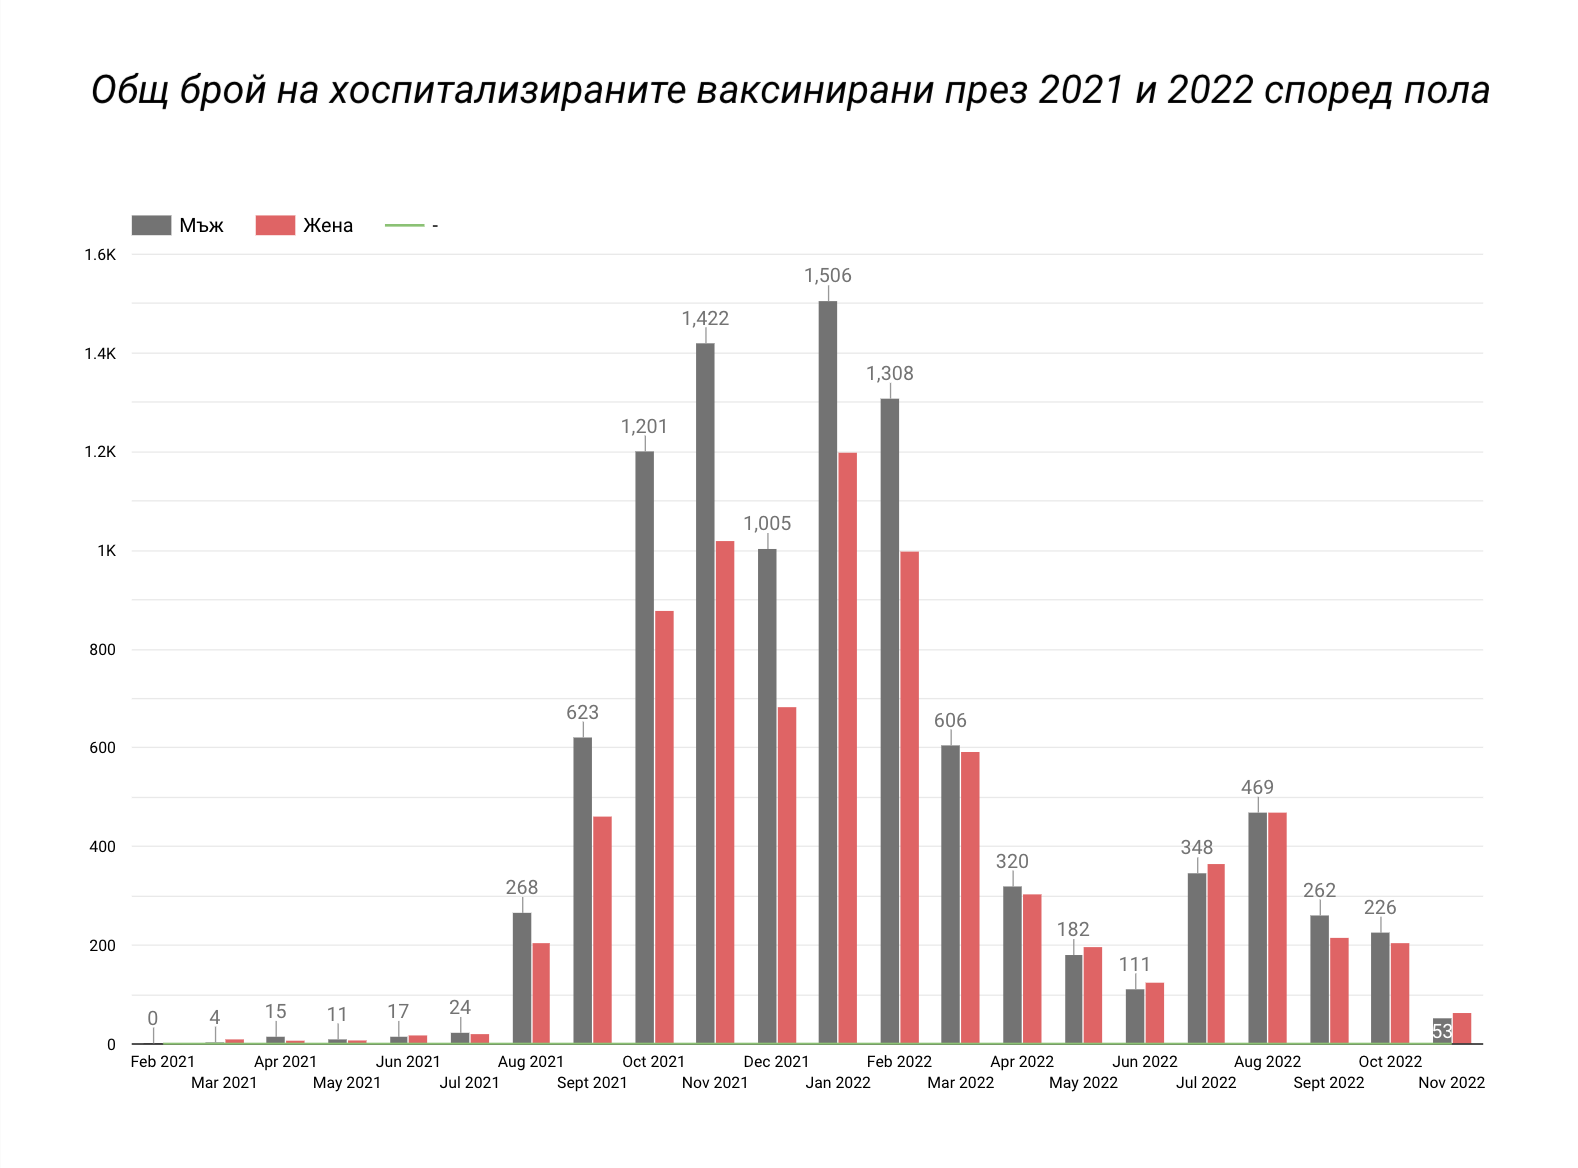 Общ брой на хоспитализираните ваксинирани през 2021 и 2022 според пола
Мъж Жена -
1.6K
1.4K
1.2K
1K
800
600
400
200
0
0 4 15 11 17 24 268 623 1,201 1,422 1,005 1,506 1,308 606 320 182 111 348 469 262 226 53
Feb 2021 Apr 2021 Jun 2021 Aug 2021 Oct 2021 Dec 2021 Feb 2022 Apr 2022 Jun 2022 Aug 2022 Oct 2022
Mar 2021 May 2021 Jul 2021 Sept 2021 Nov 2021 Jan 2022 Mar 2022 May 2022 Jul 2022 Sept 2022 Nov 2022